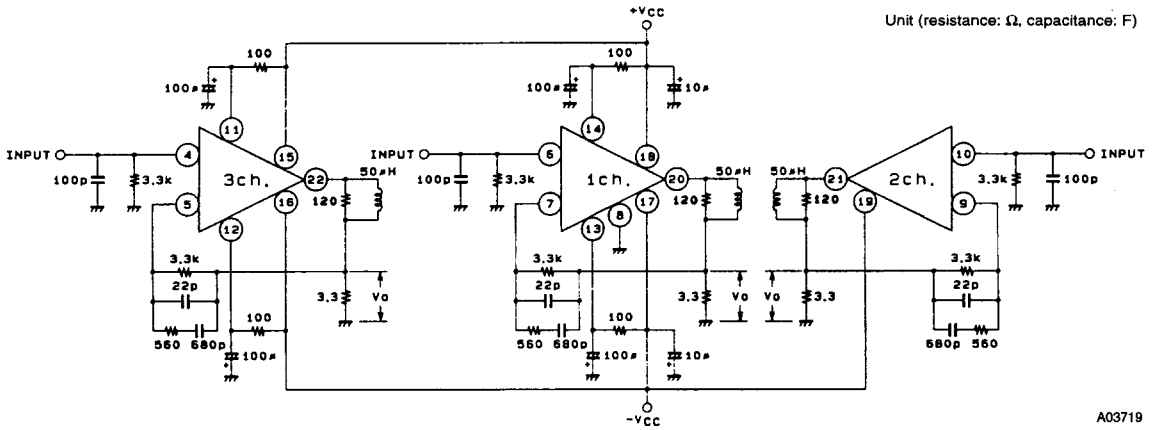 Unit (resistance: Ω, capacitance: F)
+VCC
100
100
100μ
+
100μ
+
+
10μ
11
14
INPUT
4
15
INPUT
6
18
10
INPUT
100p
3.3k
3ch.
22
50μH
100p
3.3k
1ch.
20
50μH
50μH
21
2ch.
3.3k
100p
5
16
120
7
8
17
120
120
19
9
12
13
3.3k
3.3k
3.3k
22p
3.3
Vo
22p
3.3
Vo
Vo
3.3
22p
560
680p
100
560
680p
100
680p
560
+
100μ
+
100μ
+
10μ
-VCC
A03719